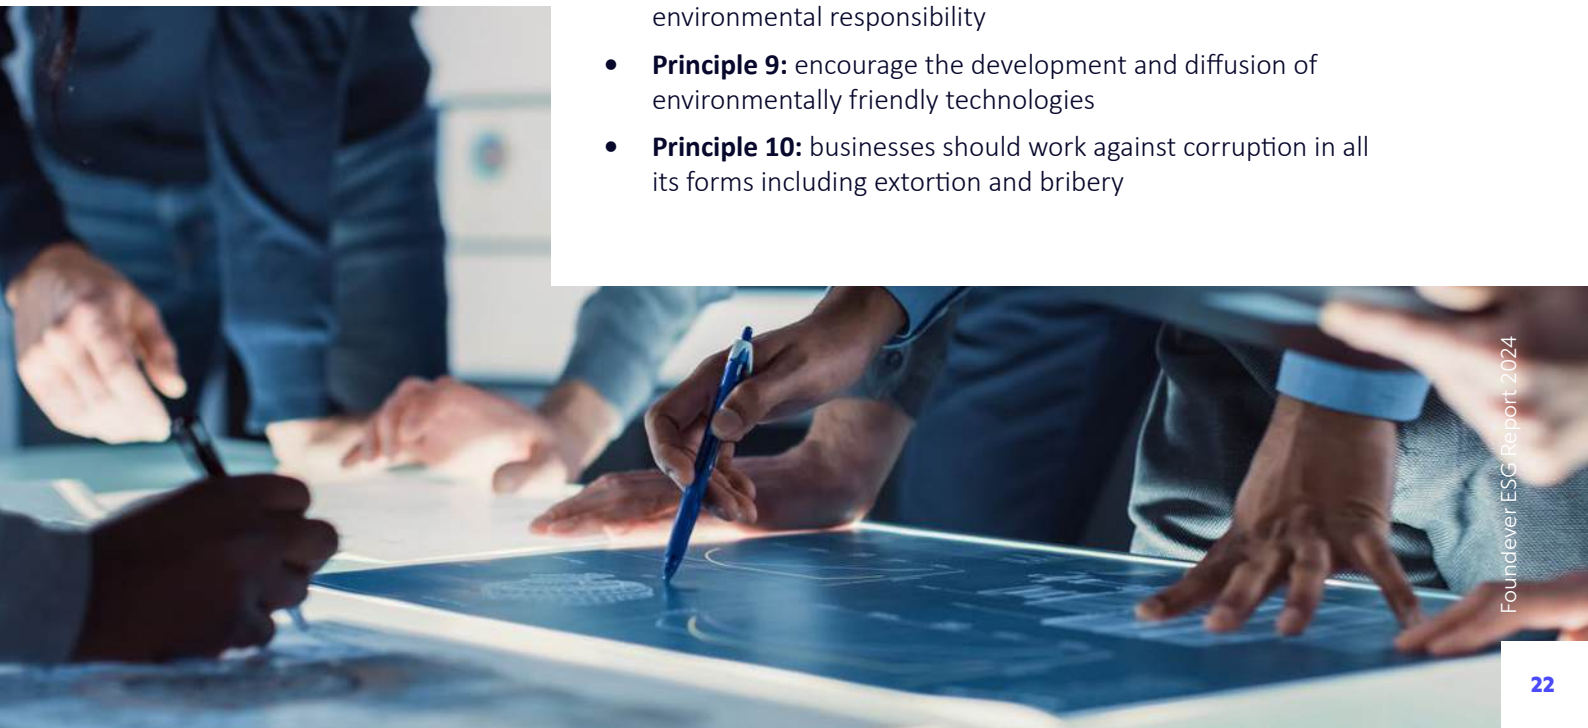 environmental responsibility
• Principle 9: encourage the development and diffusion of
environmentally friendly technologies
• Principle 10: businesses should work against corruption in all
its forms including extortion and bribery
Foundever ESG Report 2024
22